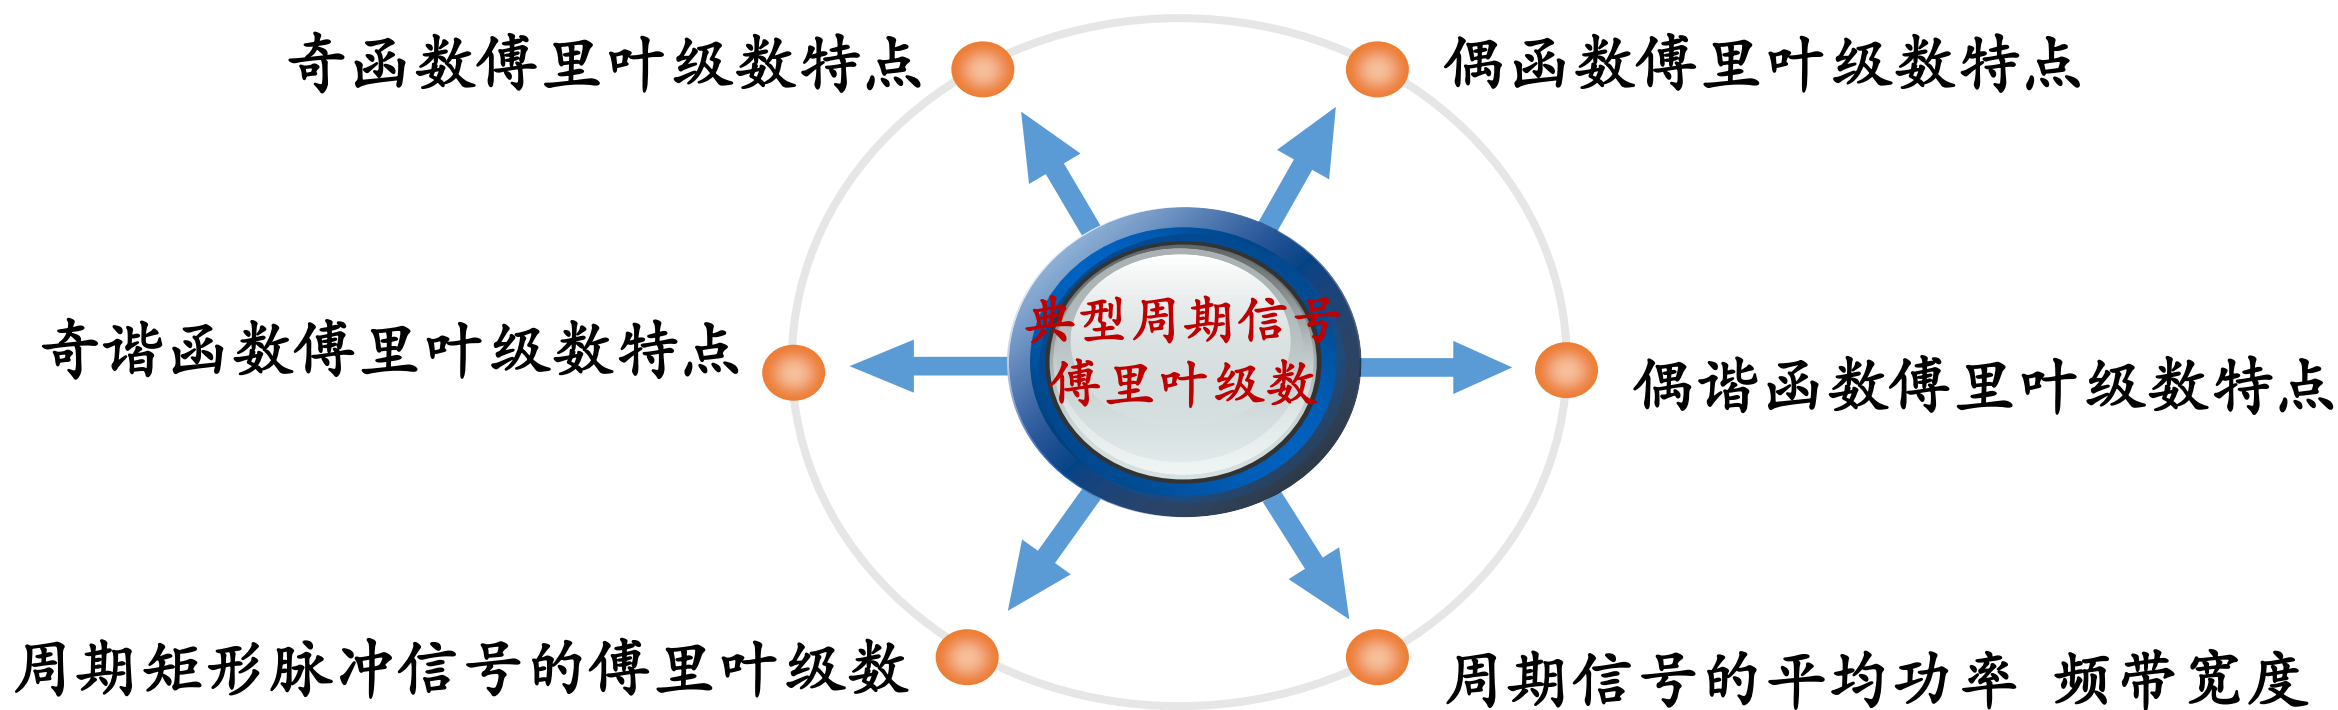 奇函数傅里叶级数特点
偶函数傅里叶级数特点
典型周期信号
傅里叶级数
奇谐函数傅里叶级数特点
偶谐函数傅里叶级数特点
周期矩形脉冲信号的傅里叶级数
周期信号的平均功率 频带宽度